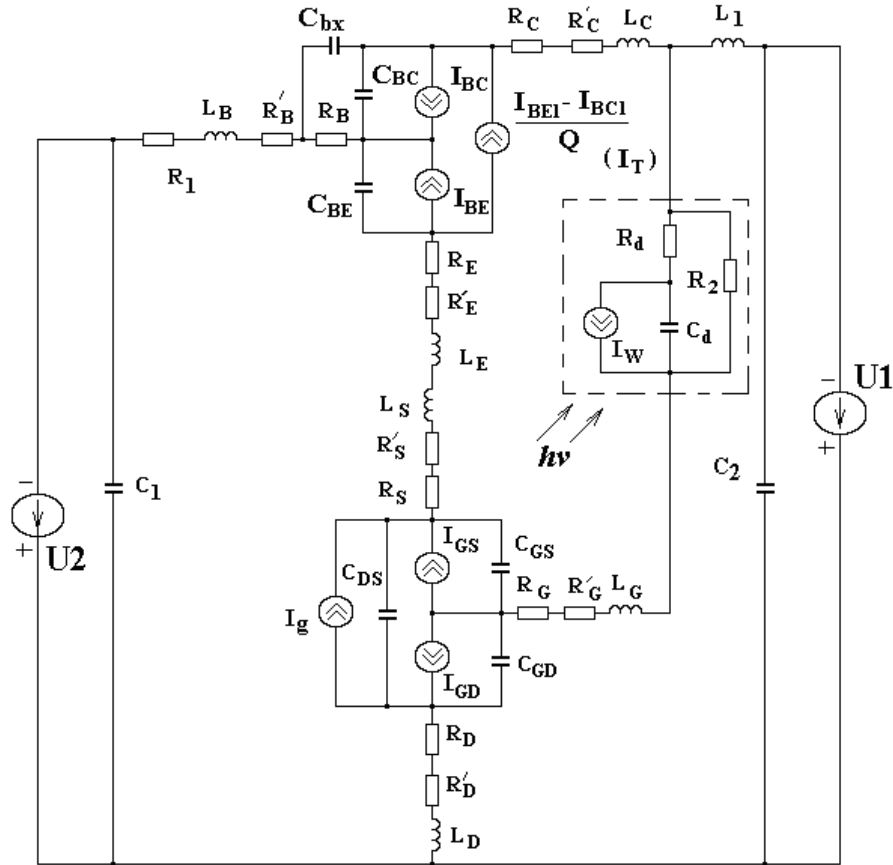 C_bx
R_C R'_C L_C L_1
C_BC I_BC
I_BE1 - I_BC1
Q
(I_T)
L_B R'_B R_B
R_1
C_BE I_BE
R_E
R'_E
L_E
R_d
R_2
I_W C_d
hν
U1
- +
L_S
R'_S
R_S
C_1
C_2
- +
U2
I_GS C_GS
C_DS
I_g
R_G R'_G L_G
I_GD C_GD
R_D
R'_D
L_D